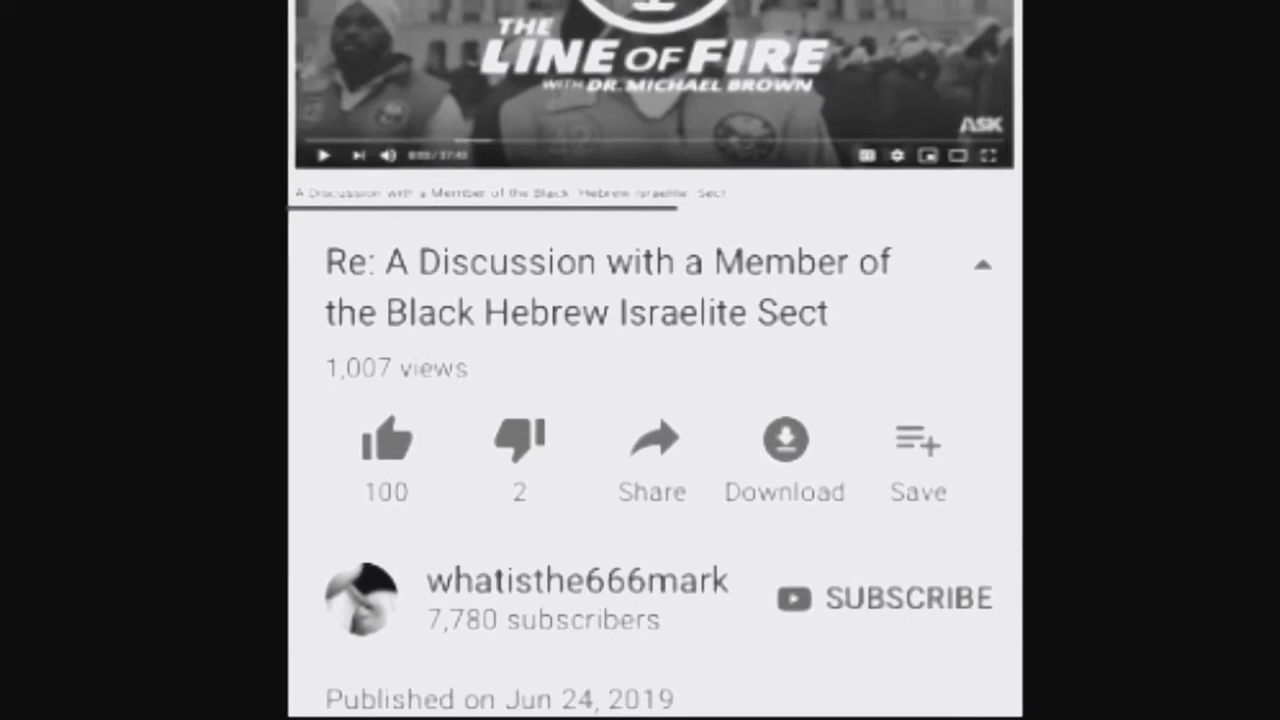 THE
LINE OF FIRE
WITH DR. MICHAEL BROWN
ASK
A Discussion with a Member of the Black Hebrew Israelite Sect
Re: A Discussion with a Member of
the Black Hebrew Israelite Sect
1,007 views
100 2 Share Download Save
whatisthe666mark
7,780 subscribers
SUBSCRIBE
Published on Jun 24, 2019